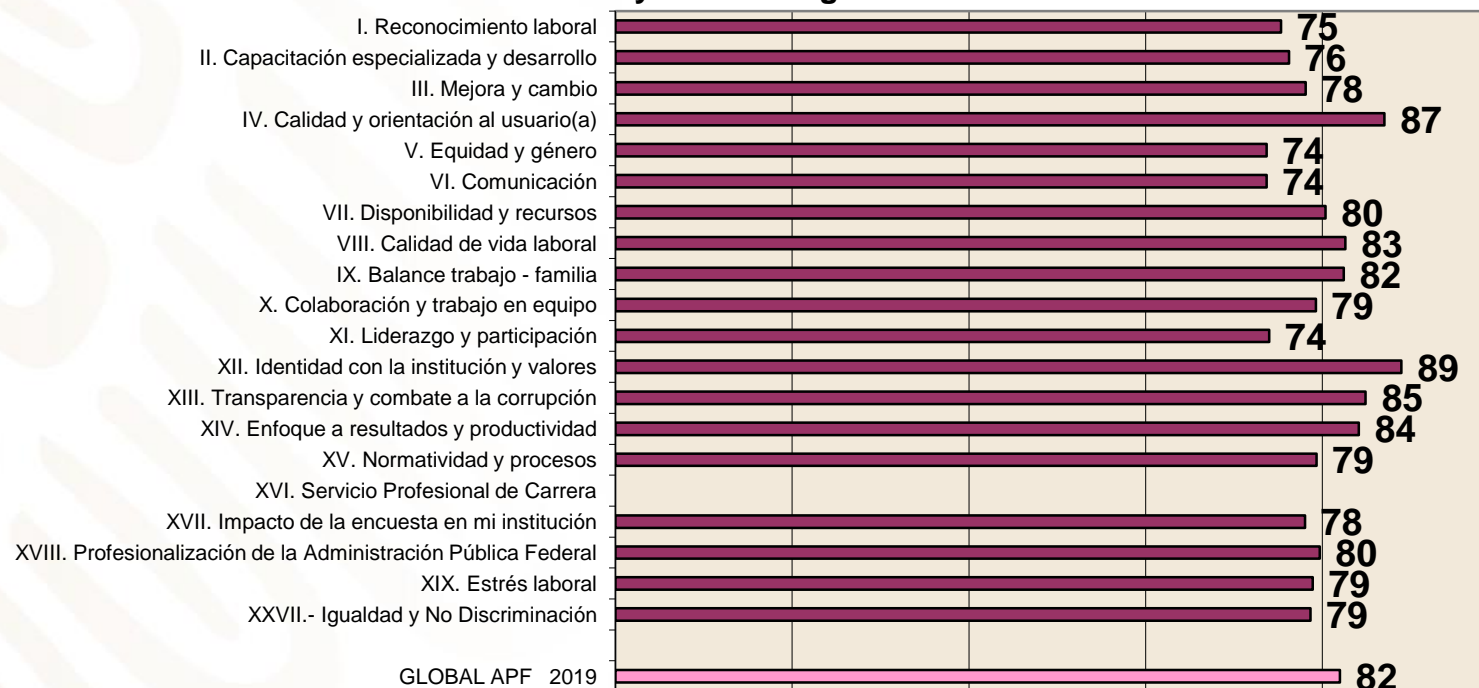 I. Reconocimiento laboral 75
II. Capacitación especializada y desarrollo 76
III. Mejora y cambio 78
IV. Calidad y orientación al usuario(a) 87
V. Equidad y género 74
VI. Comunicación 74
VII. Disponibilidad y recursos 80
VIII. Calidad de vida laboral 83
IX. Balance trabajo - familia 82
X. Colaboración y trabajo en equipo 79
XI. Liderazgo y participación 74
XII. Identidad con la institución y valores 89
XIII. Transparencia y combate a la corrupción 85
XIV. Enfoque a resultados y productividad 84
XV. Normatividad y procesos 79
XVI. Servicio Profesional de Carrera
XVII. Impacto de la encuesta en mi institución 78
XVIII. Profesionalización de la Administración Pública Federal 80
XIX. Estrés laboral 79
XXVII.- Igualdad y No Discriminación 79
GLOBAL APF 2019 82